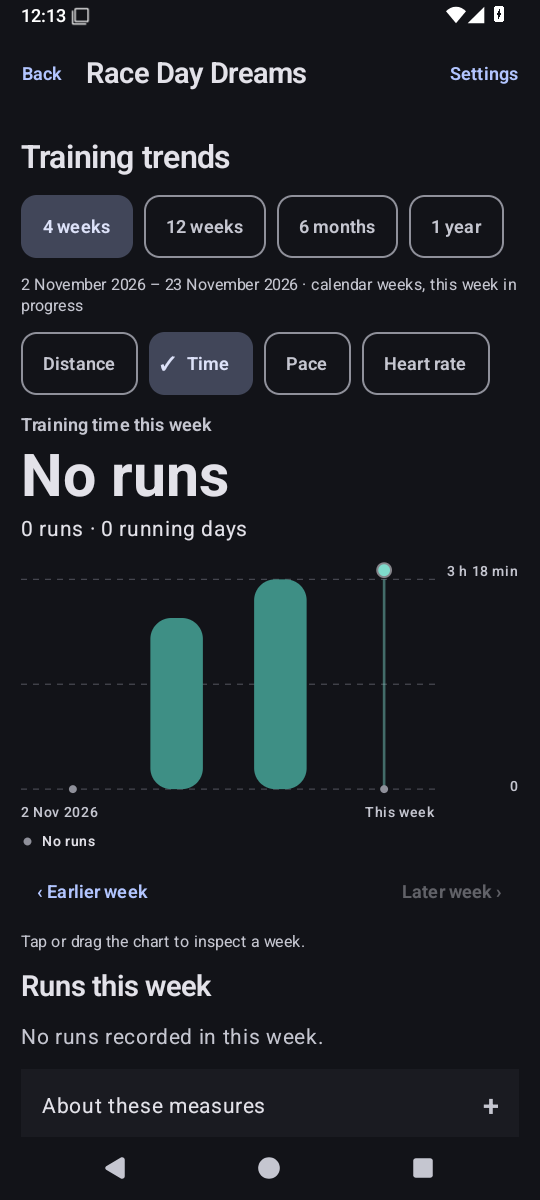 12:13
Back Race Day Dreams Settings
Training trends
4 weeks 12 weeks 6 months 1 year
2 November 2026 – 23 November 2026 · calendar weeks, this week in
progress
Distance ✓ Time Pace Heart rate
Training time this week
No runs
0 runs · 0 running days
3 h 18 min
0
2 Nov 2026 This week
No runs
‹ Earlier week Later week ›
Tap or drag the chart to inspect a week.
Runs this week
No runs recorded in this week.
About these measures +